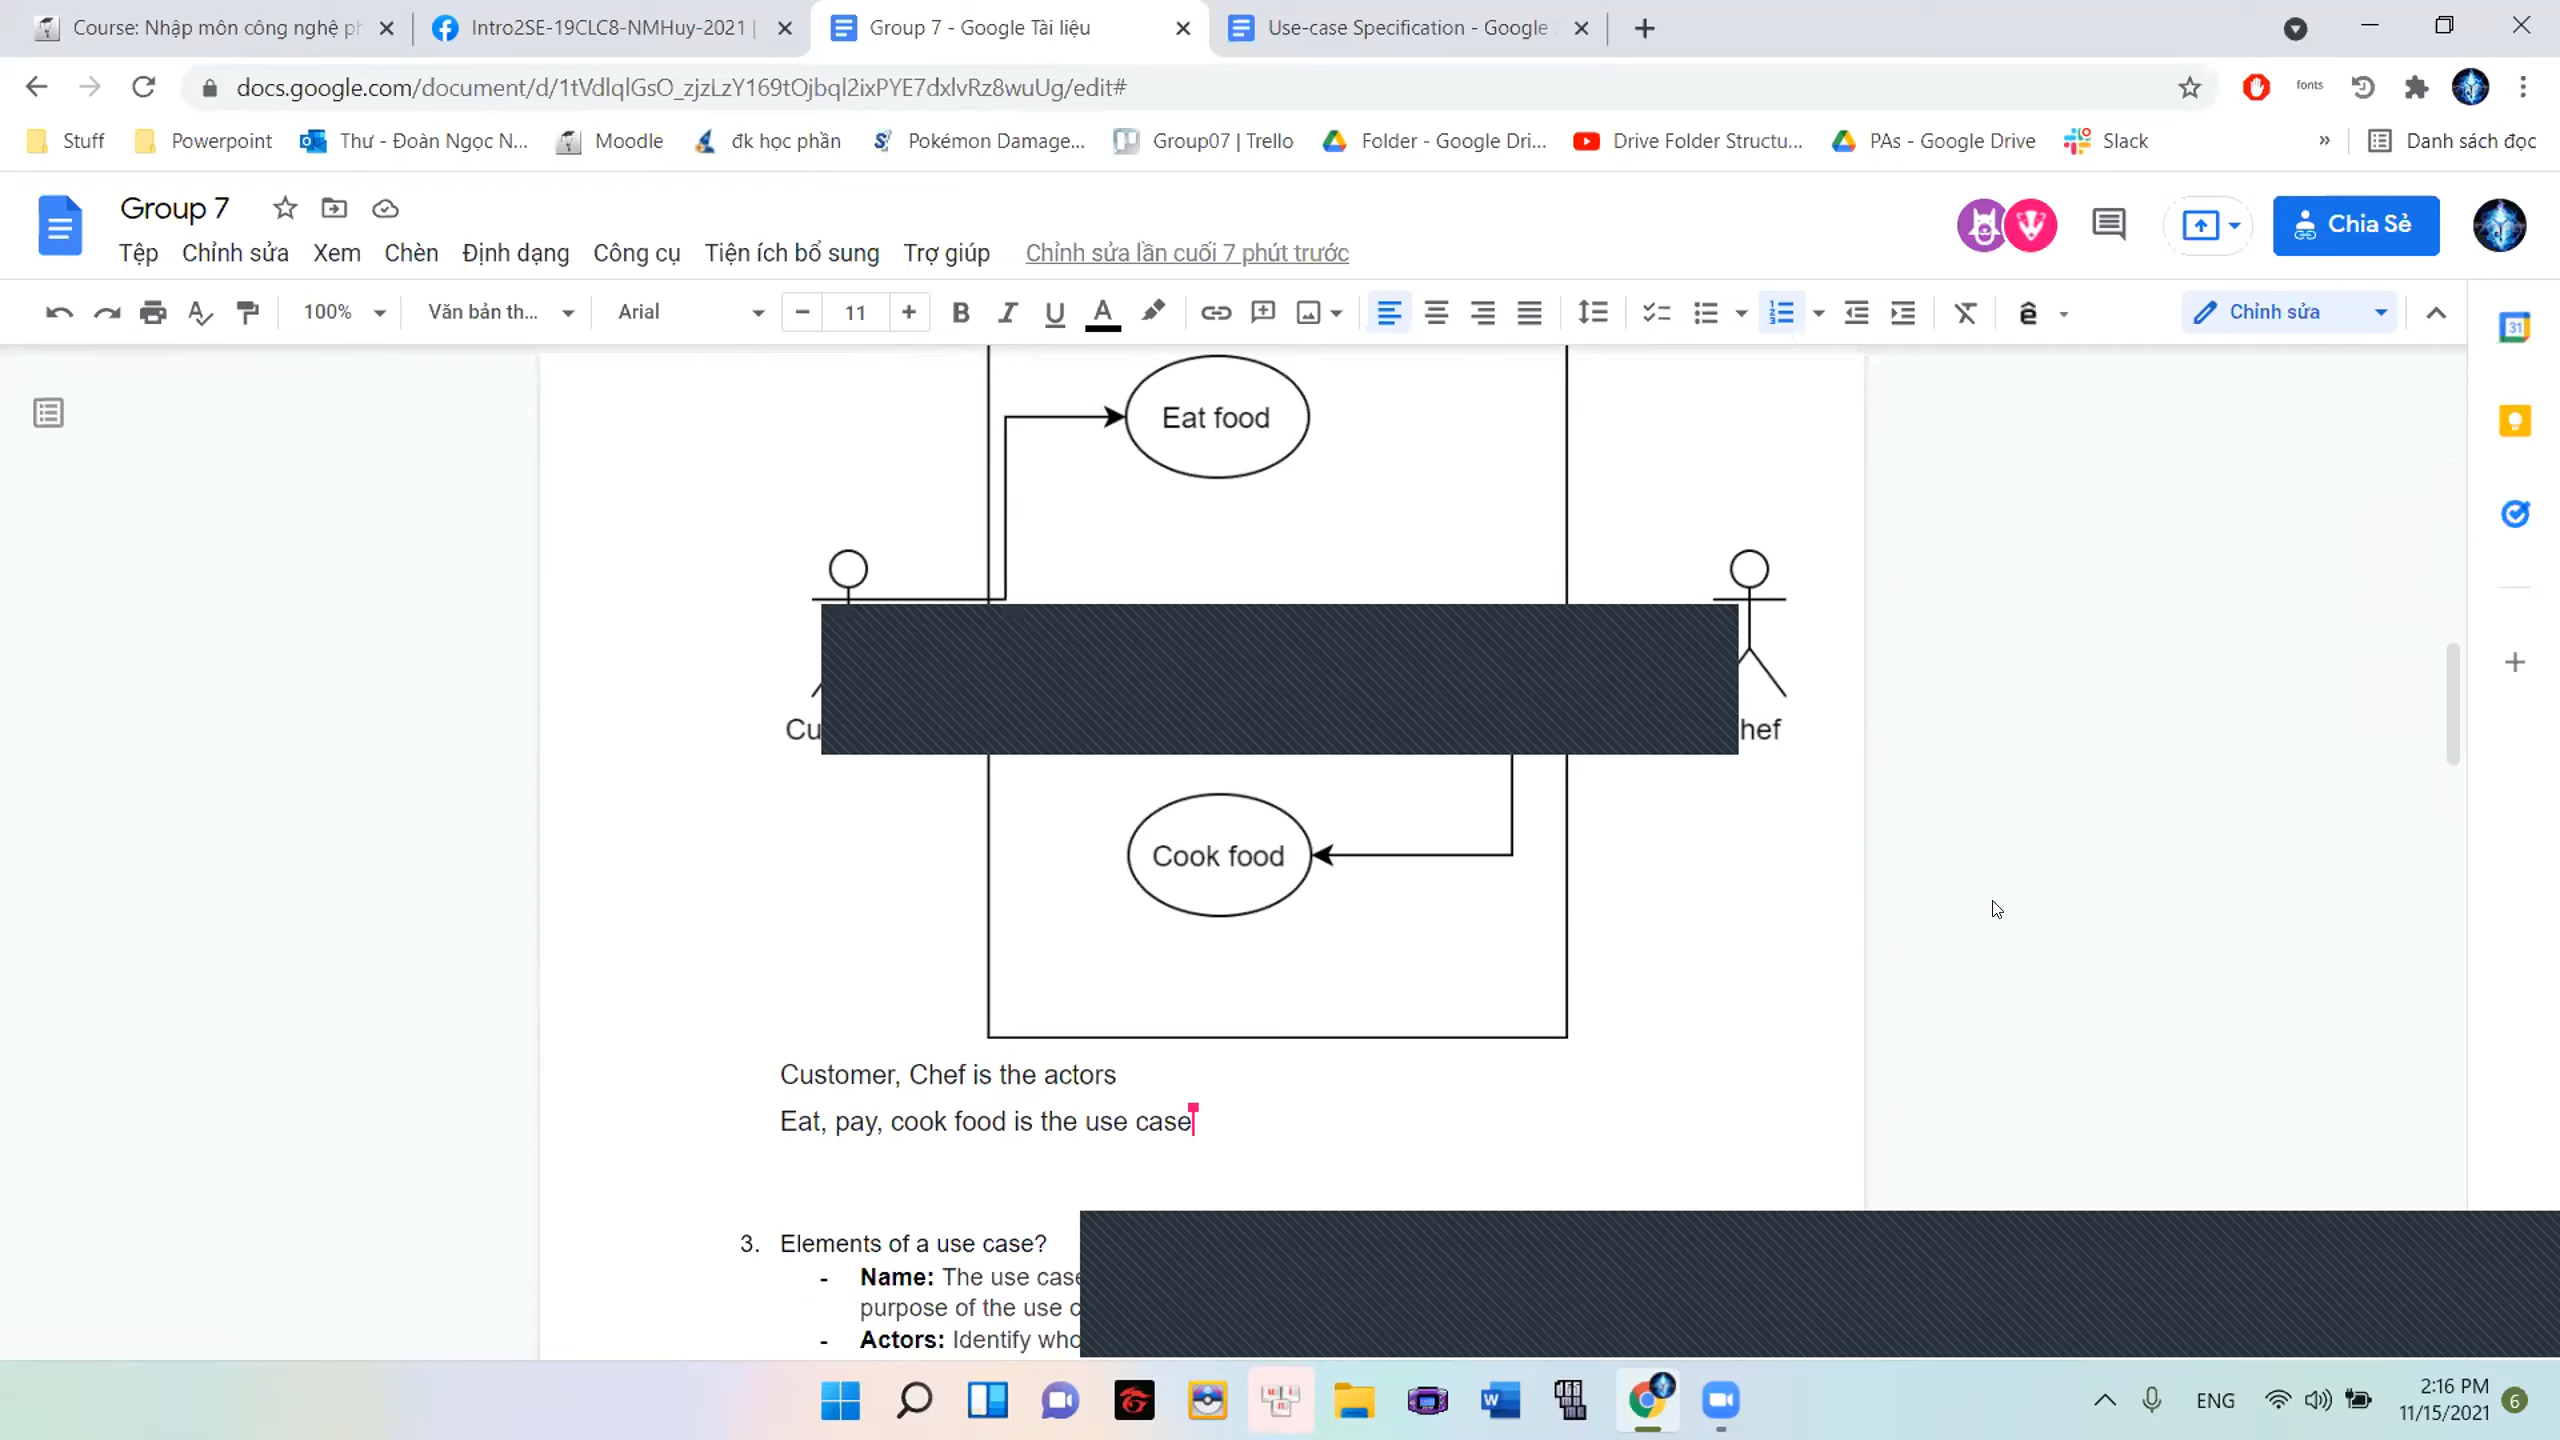 Course: Nhập môn công nghệ ph
Intro2SE-19CLC8-NMHuy-2021 |
Group 7 - Google Tài liệu
Use-case Specification - Google
docs.google.com/document/d/1tVdlqlGsO_zjzLzY169tOjbql2ixPYE7dxlvRz8wuUg/edit#
fonts
Stuff
Powerpoint
Thư - Đoàn Ngọc N...
Moodle
đk học phần
Pokémon Damage...
Group07 | Trello
Folder - Google Dri...
Drive Folder Structu...
PAs - Google Drive
Slack
»
Danh sách đọc
Group 7
Chia Sẻ
Tệp Chỉnh sửa Xem Chèn Định dạng Công cụ Tiện ích bổ sung Trợ giúp Chỉnh sửa lần cuối 7 phút trước
100% Văn bản th... Arial 11 B I U A ê Chỉnh sửa
31
Eat food
Cu
hef
Cook food
Customer, Chef is the actors
Eat, pay, cook food is the use case
3. Elements of a use case?
- Name: The use case
purpose of the use c
- Actors: Identify who
ENG
2:16 PM
11/15/2021
6